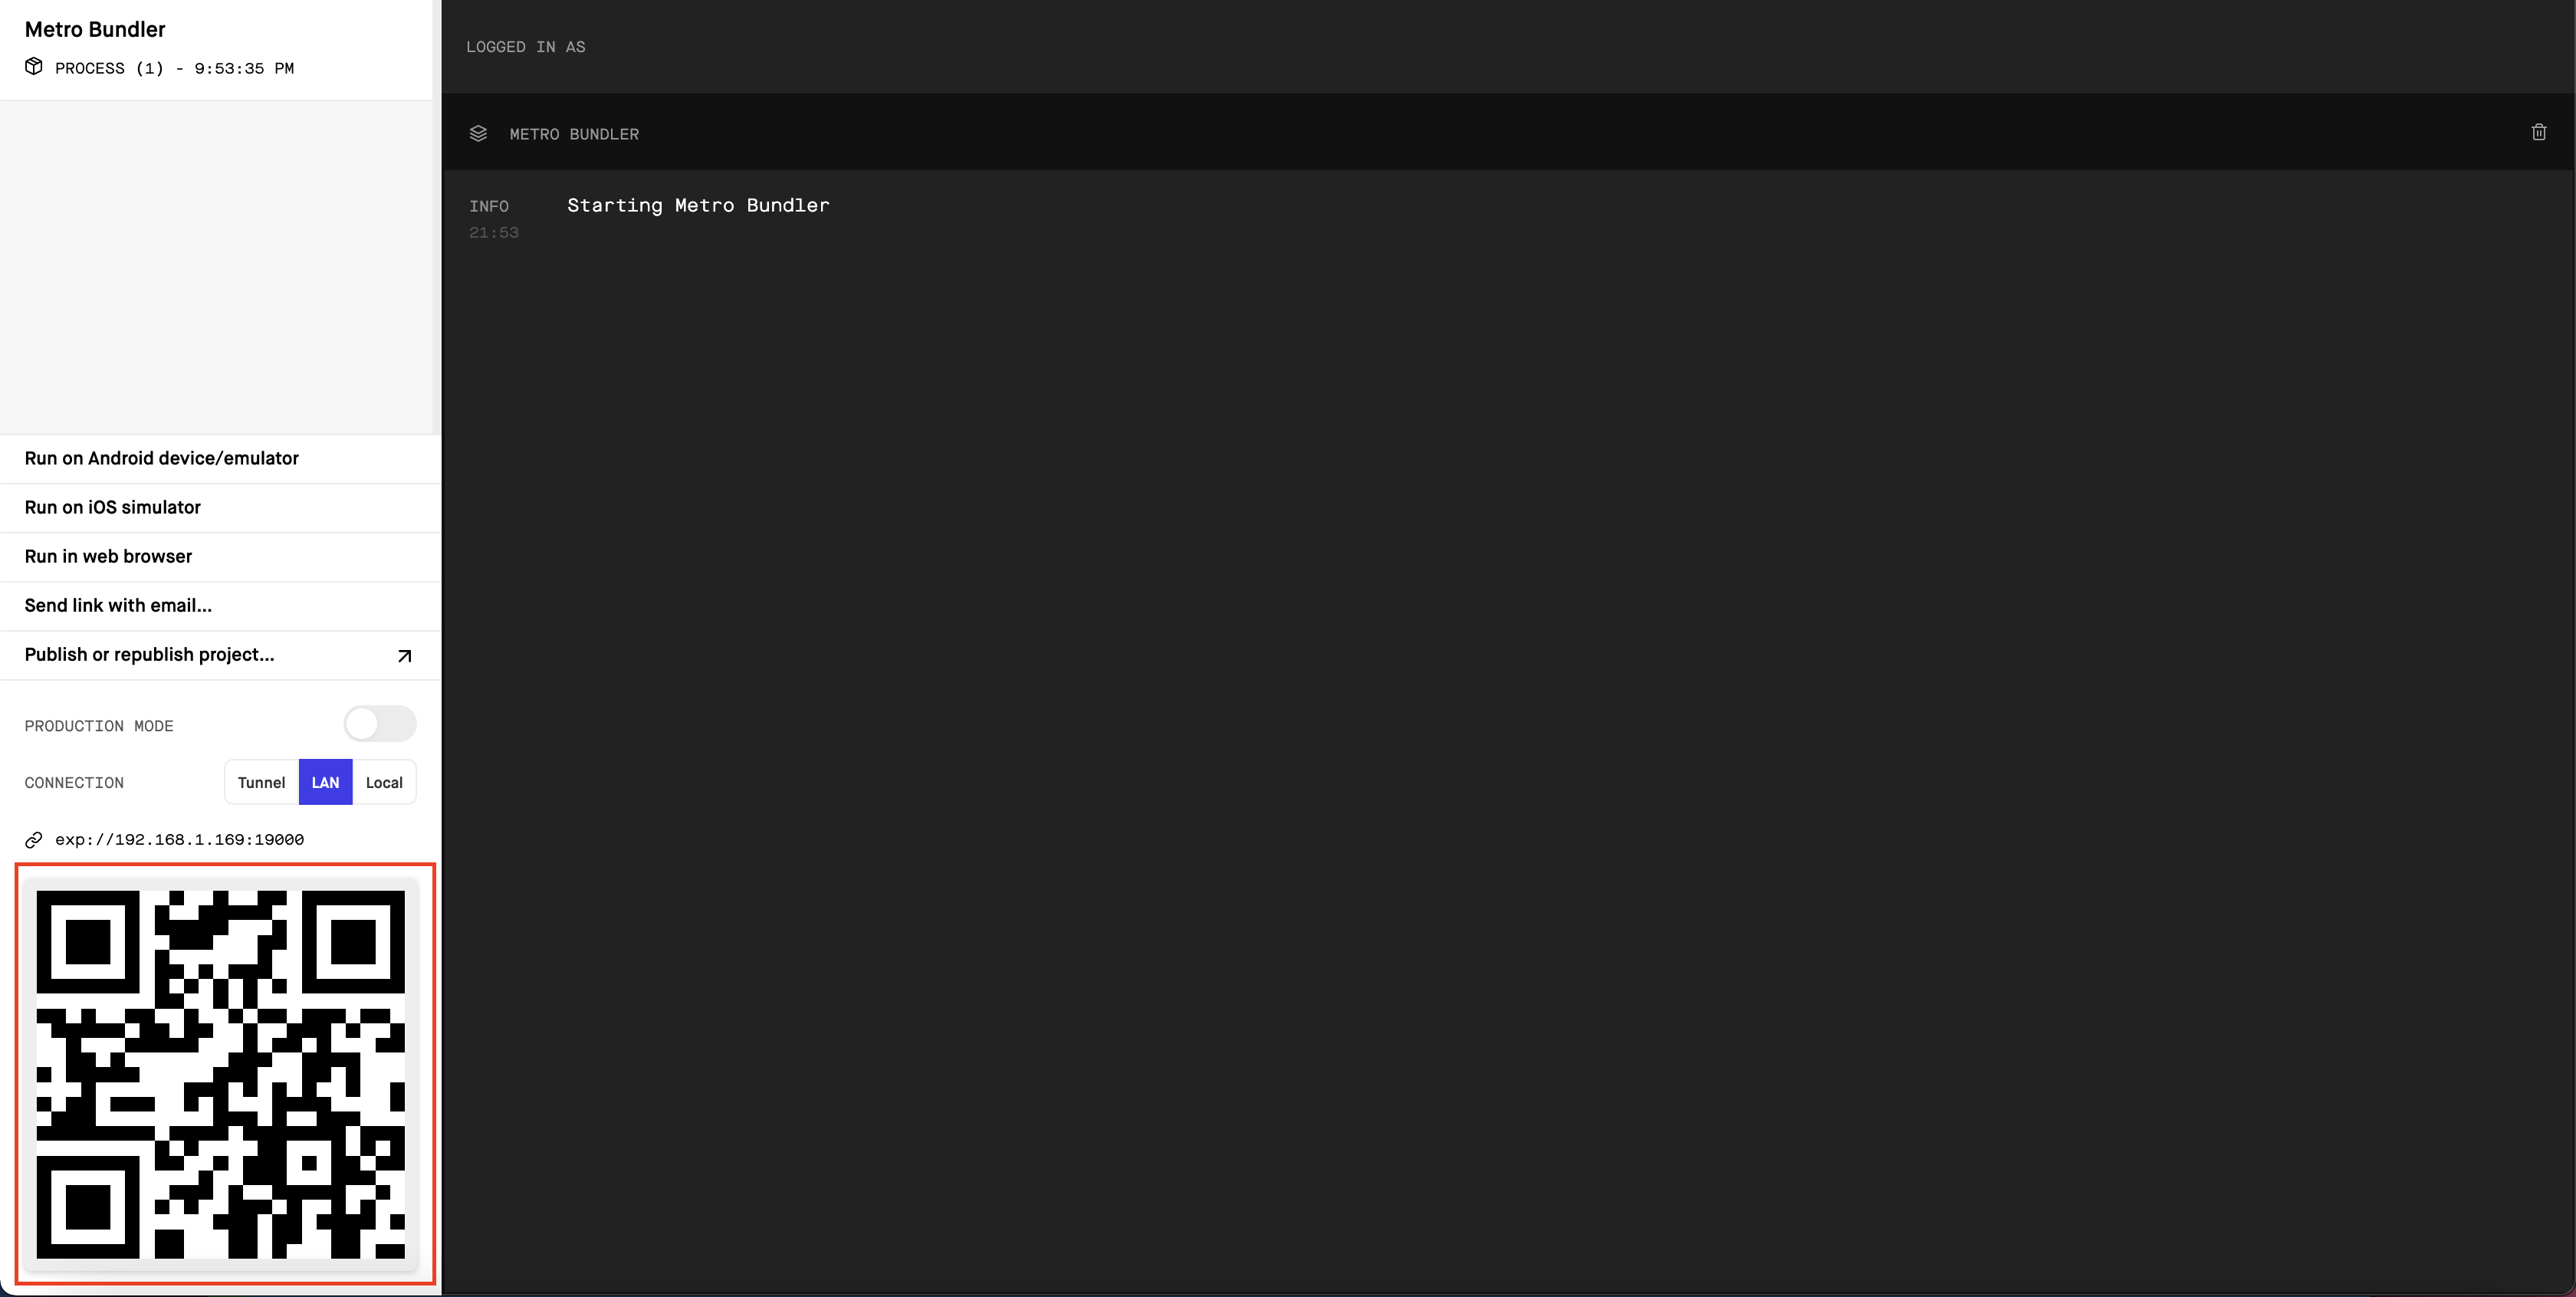 Metro Bundler
PROCESS (1) - 9:53:35 PM
Run on Android device/emulator
Run on iOS simulator
Run in web browser
Send link with email...
Publish or republish project...
PRODUCTION MODE
CONNECTION Tunnel LAN Local
exp://192.168.1.169:19000
LOGGED IN AS
METRO BUNDLER
INFO Starting Metro Bundler
21:53